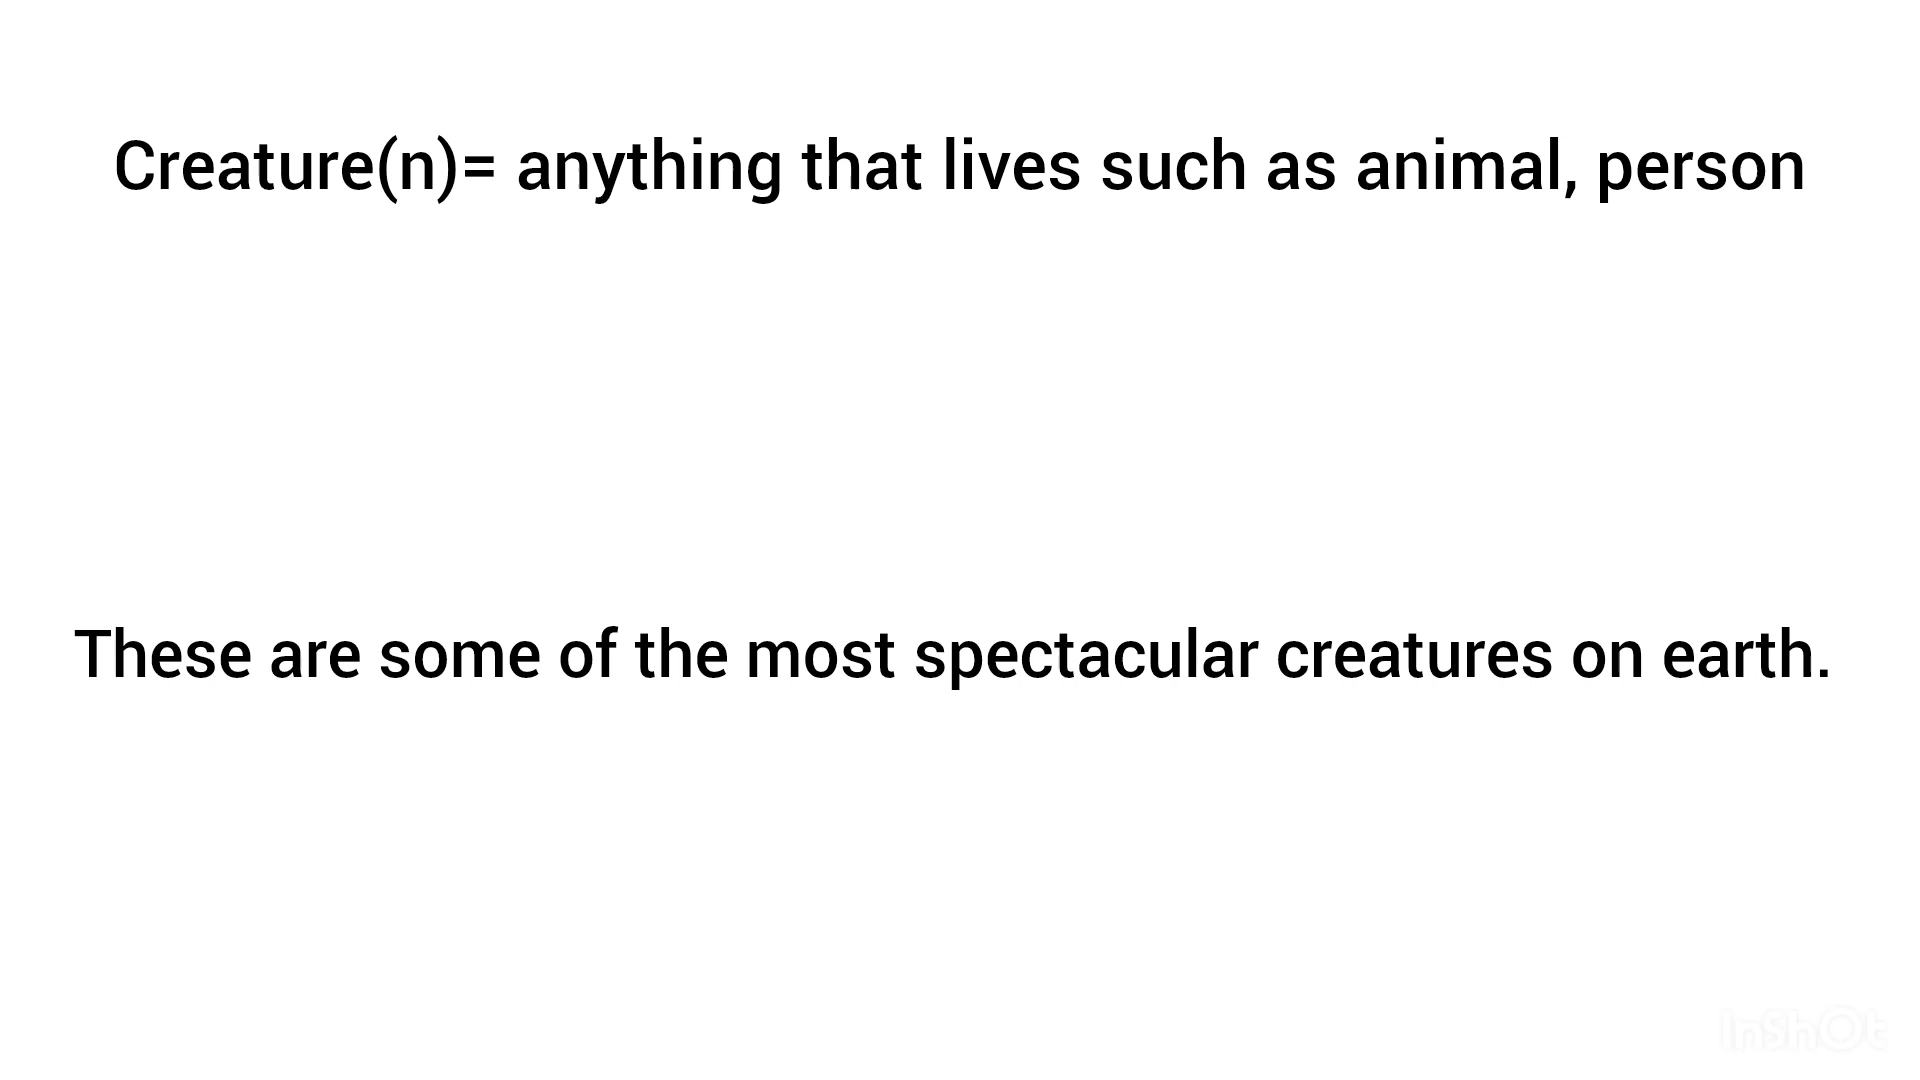 Creature(n)= anything that lives such as animal, person
These are some of the most spectacular creatures on earth.
InShOt